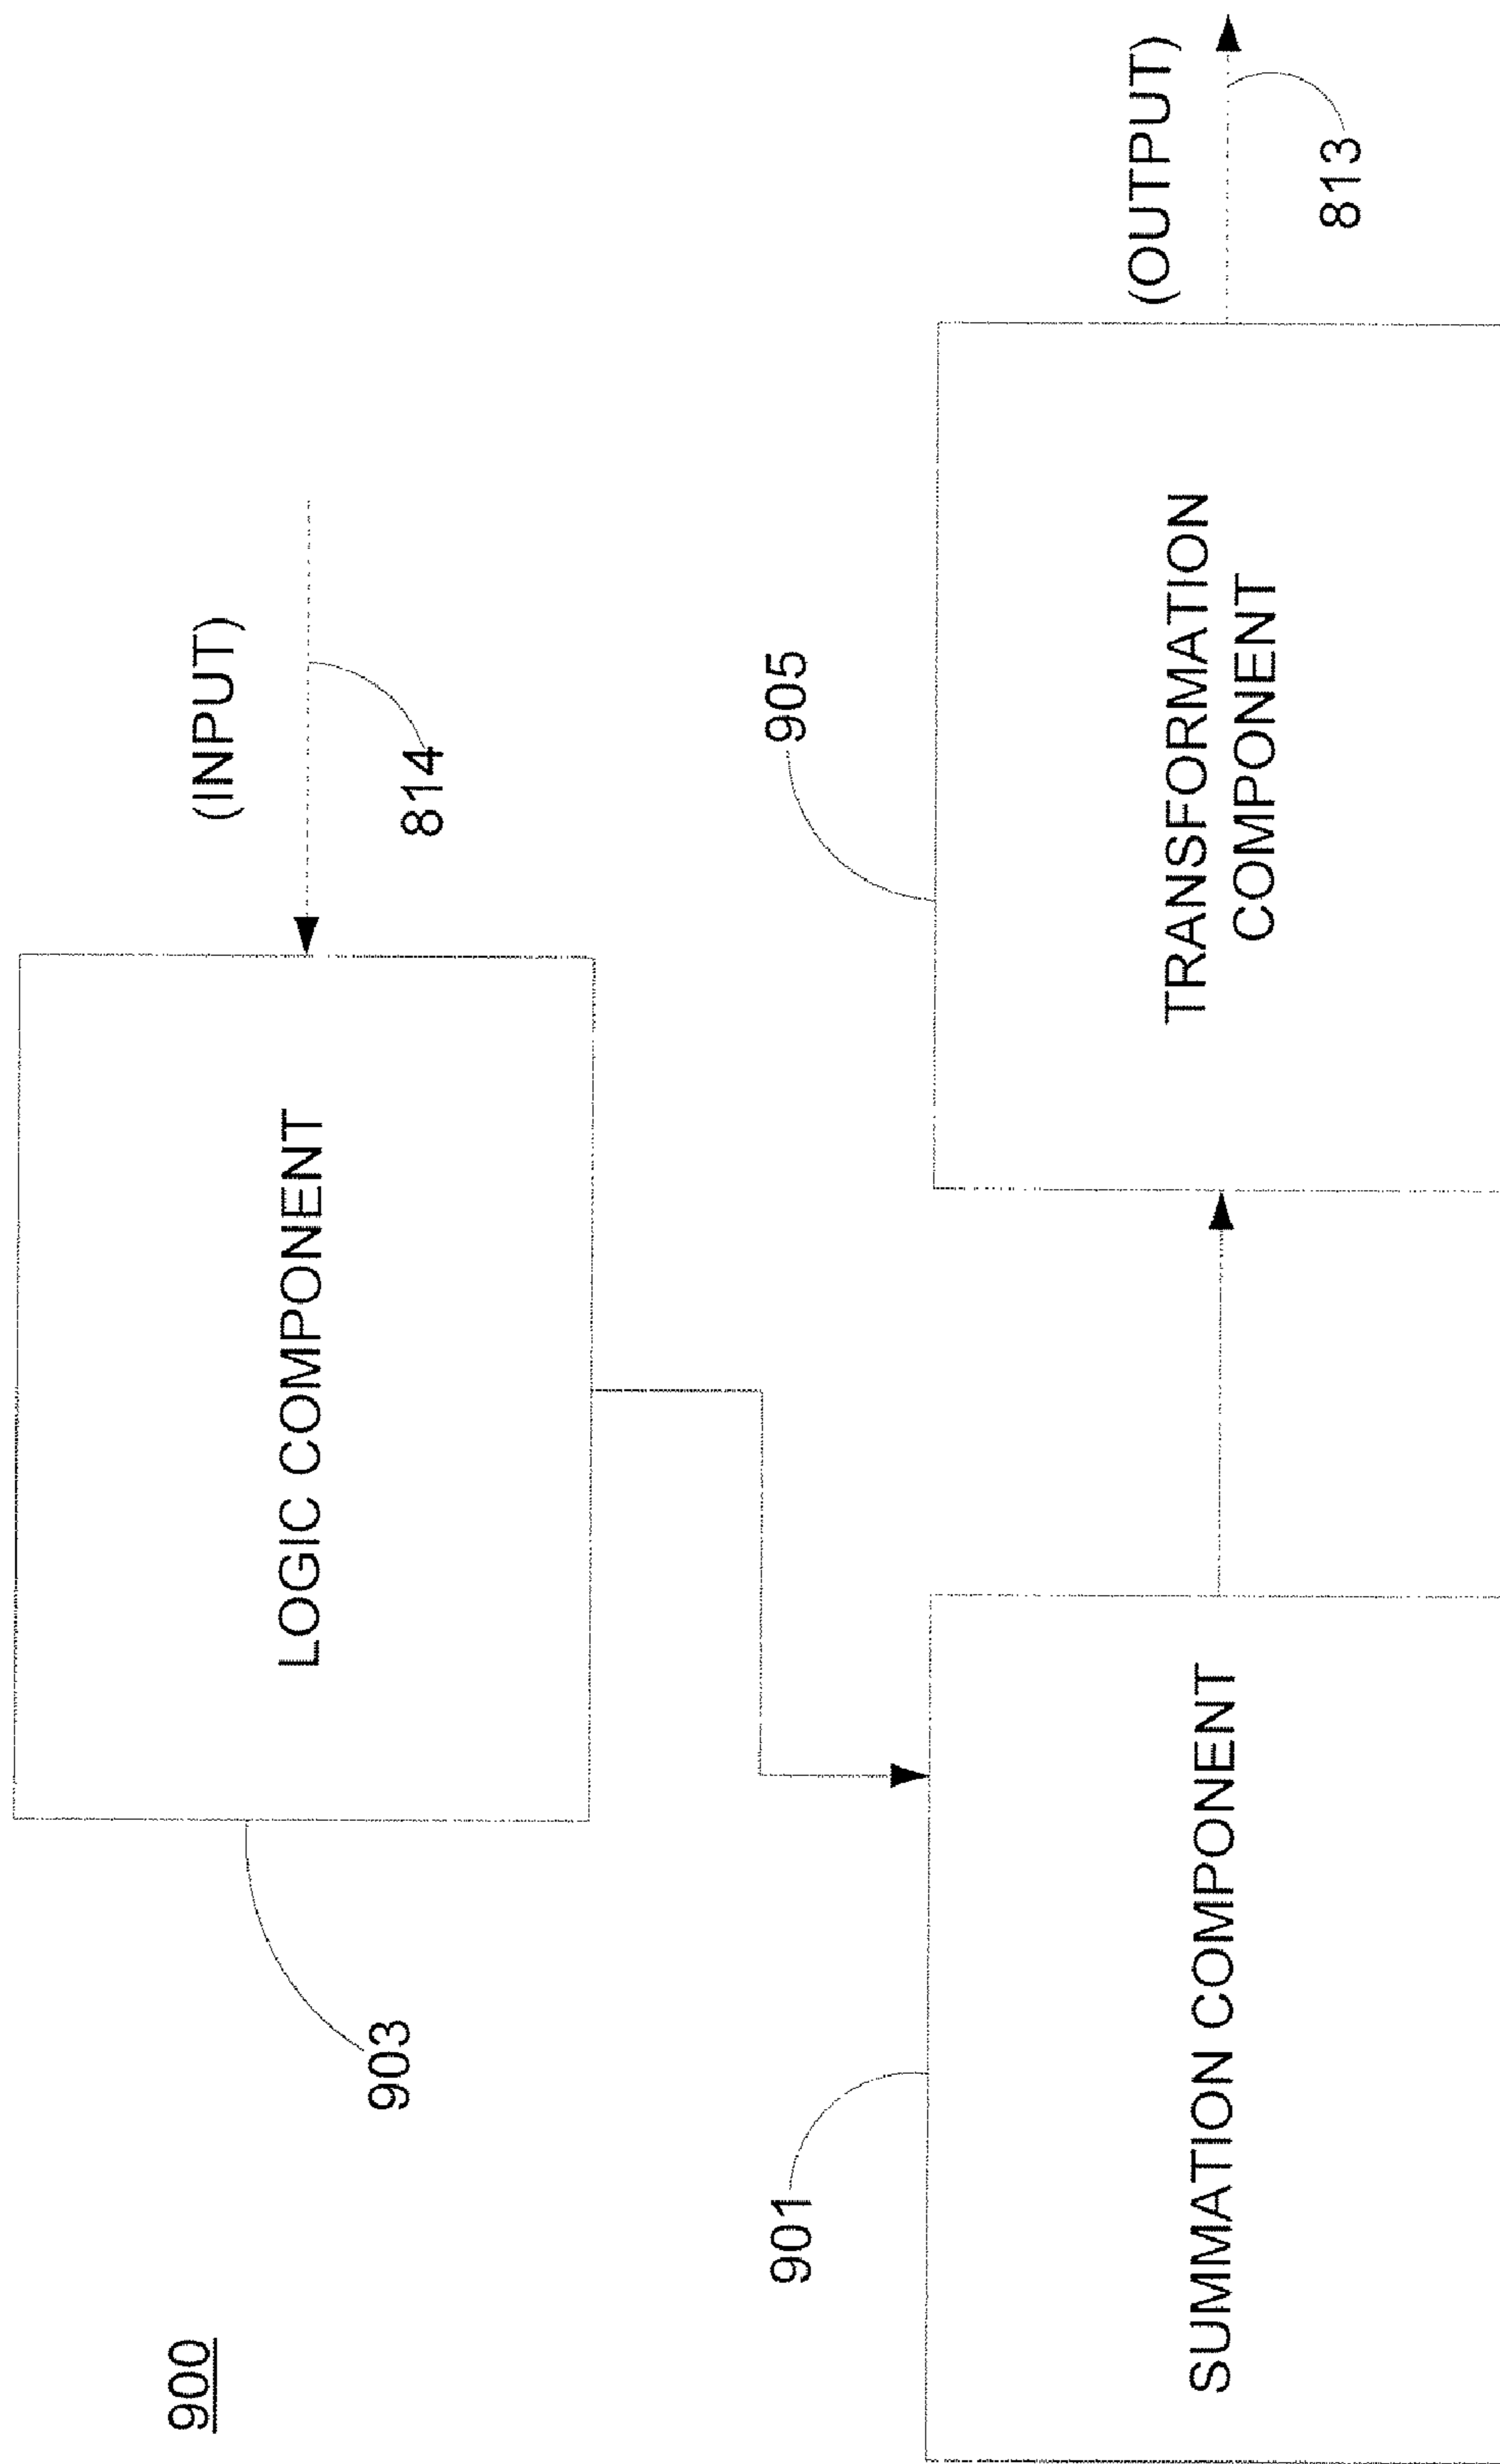 900
(INPUT)
814
LOGIC COMPONENT
903
905
901
(OUTPUT)
813
TRANSFORMATION
COMPONENT
SUMMATION COMPONENT